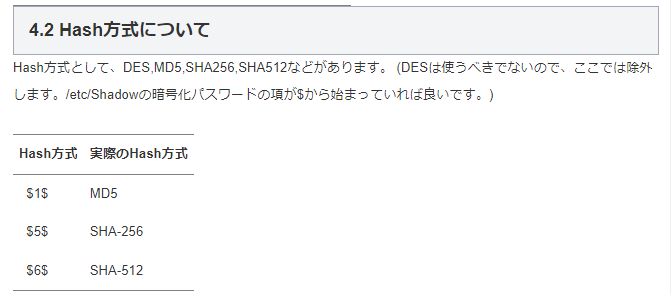 4.2 Hash方式について
Hash方式として、DES,MD5,SHA256,SHA512などがあります。 (DESは使うべきでないので、ここでは除外
します。/etc/Shadowの暗号化パスワードの項が$から始まっていれば良いです。)
Hash方式 実際のHash方式
$1$ MD5
$5$ SHA-256
$6$ SHA-512